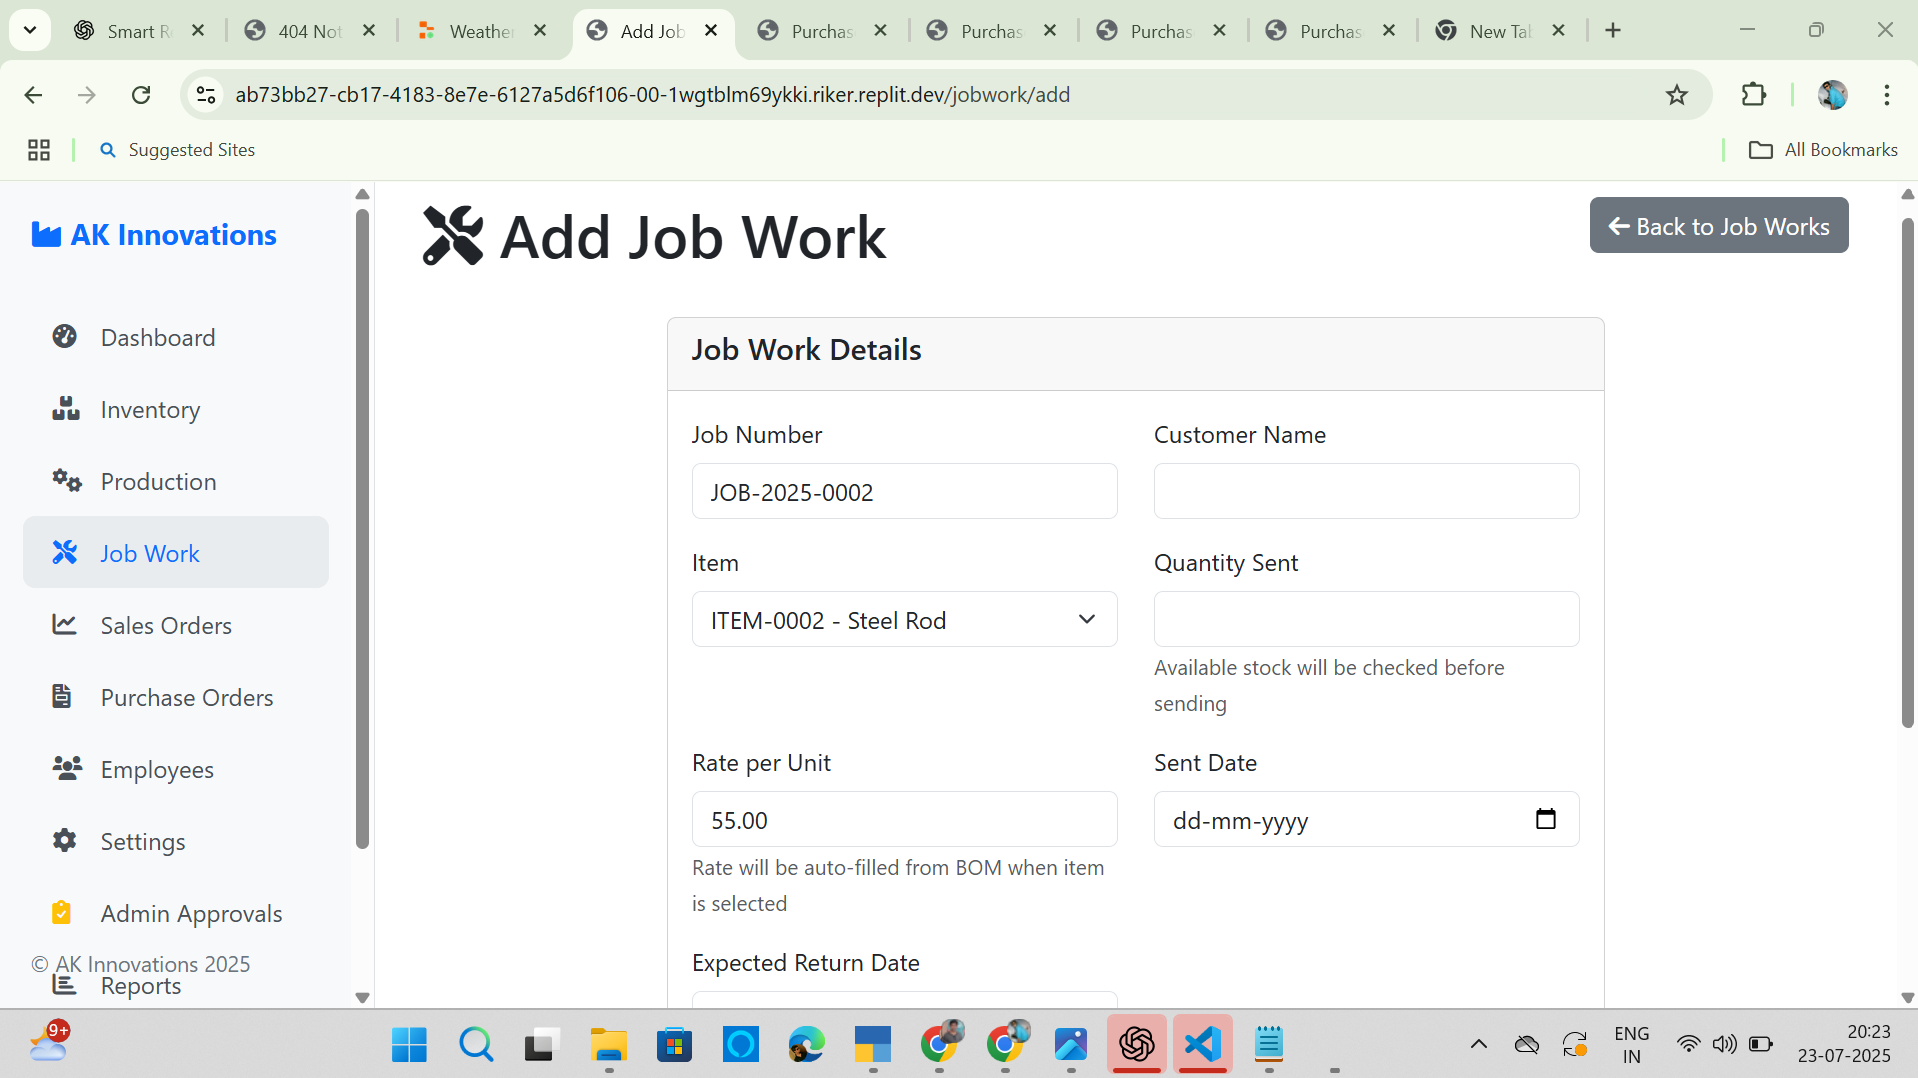 Smart R
404 Not
Weather
Add Job
Purchas
Purchas
Purchas
Purchas
New Tab
ab73bb27-cb17-4183-8e7e-6127a5d6f106-00-1wgtblm69ykki.riker.replit.dev/jobwork/add
Suggested Sites
All Bookmarks
AK Innovations
Dashboard
Inventory
Production
Job Work
Sales Orders
Purchase Orders
Employees
Settings
Admin Approvals
© AK Innovations 2025
Reports
Add Job Work
Back to Job Works
Job Work Details
Job Number
JOB-2025-0002
Customer Name
Item
ITEM-0002 - Steel Rod
Quantity Sent
Available stock will be checked before
sending
Rate per Unit
55.00
Rate will be auto-filled from BOM when item
is selected
Sent Date
dd-mm-yyyy
Expected Return Date
9+
ENG
IN
20:23
23-07-2025